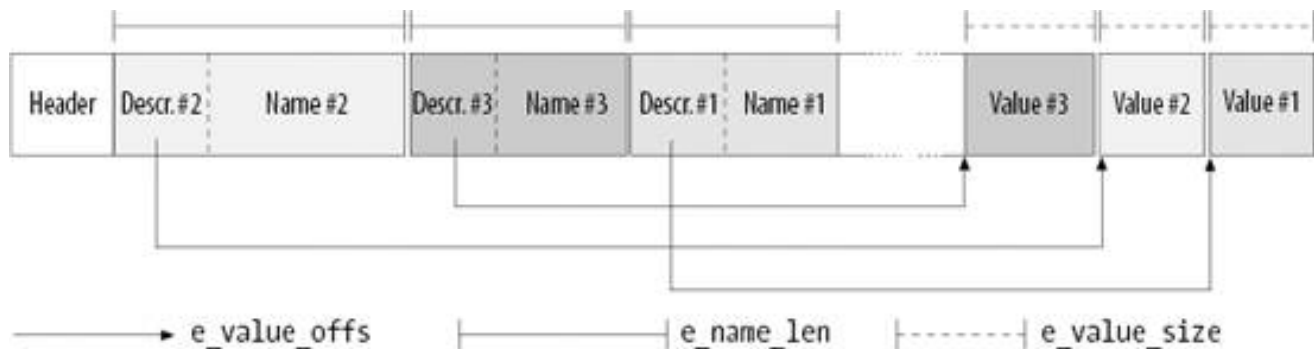 Header Descr. #2 Name #2 Descr. #3 Name #3 Descr. #1 Name #1 Value #3 Value #2 Value #1
e_value_offs e_name_len e_value_size